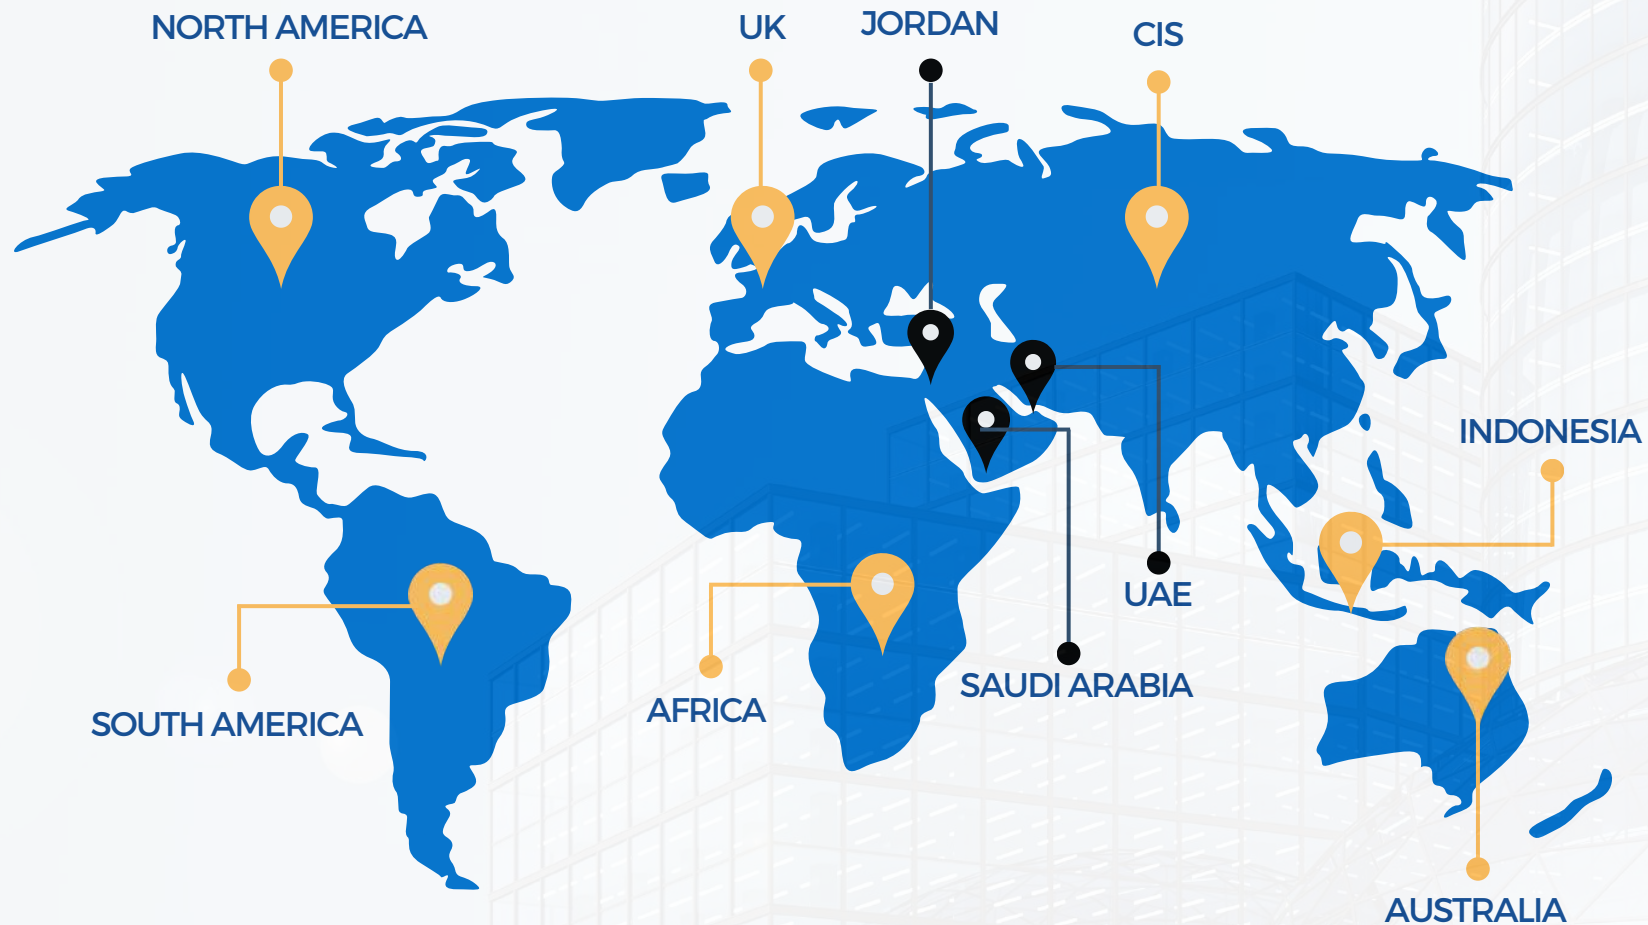 NORTH AMERICA
UK
JORDAN
CIS
INDONESIA
UAE
SAUDI ARABIA
AFRICA
SOUTH AMERICA
AUSTRALIA